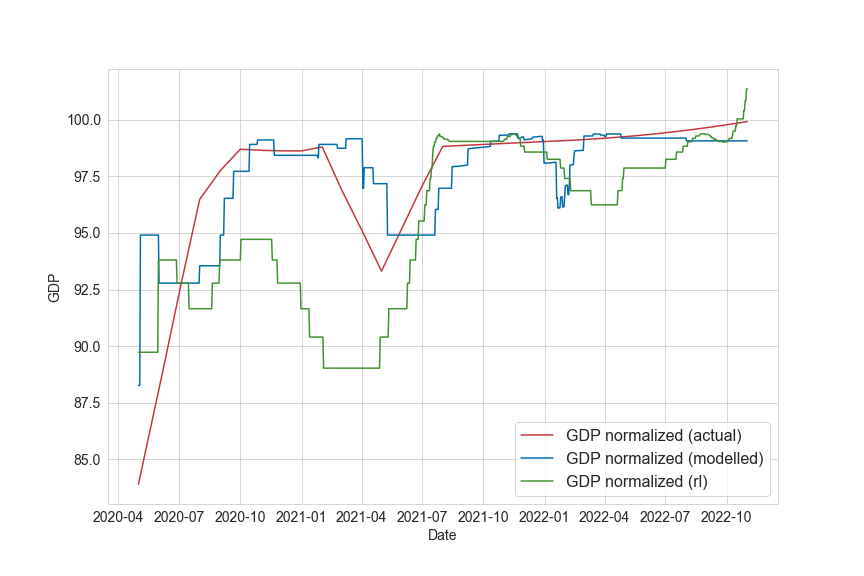 100.0
97.5
95.0
92.5
90.0
87.5
85.0
GDP
GDP normalized (actual)
GDP normalized (modelled)
GDP normalized (rl)
2020-04 2020-07 2020-10 2021-01 2021-04 2021-07 2021-10 2022-01 2022-04 2022-07 2022-10
Date